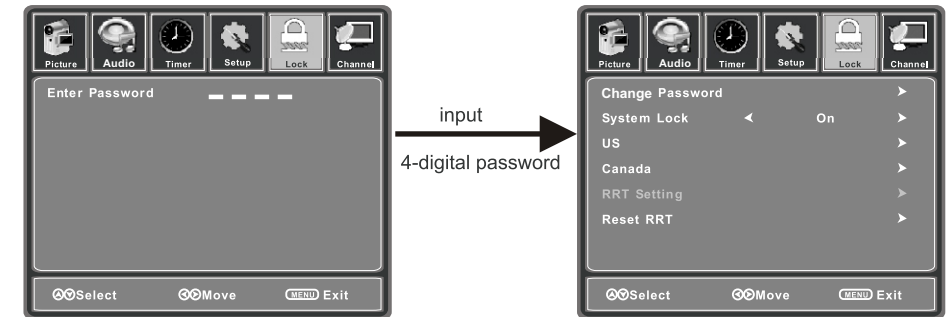 Picture Audio Timer Setup Lock Channel
Enter Password _ _ _ _
Select Move MENU Exit
input
4-digital password
Picture Audio Timer Setup Lock Channel
Change Password
System Lock On
US
Canada
RRT Setting
Reset RRT
Select Move MENU Exit